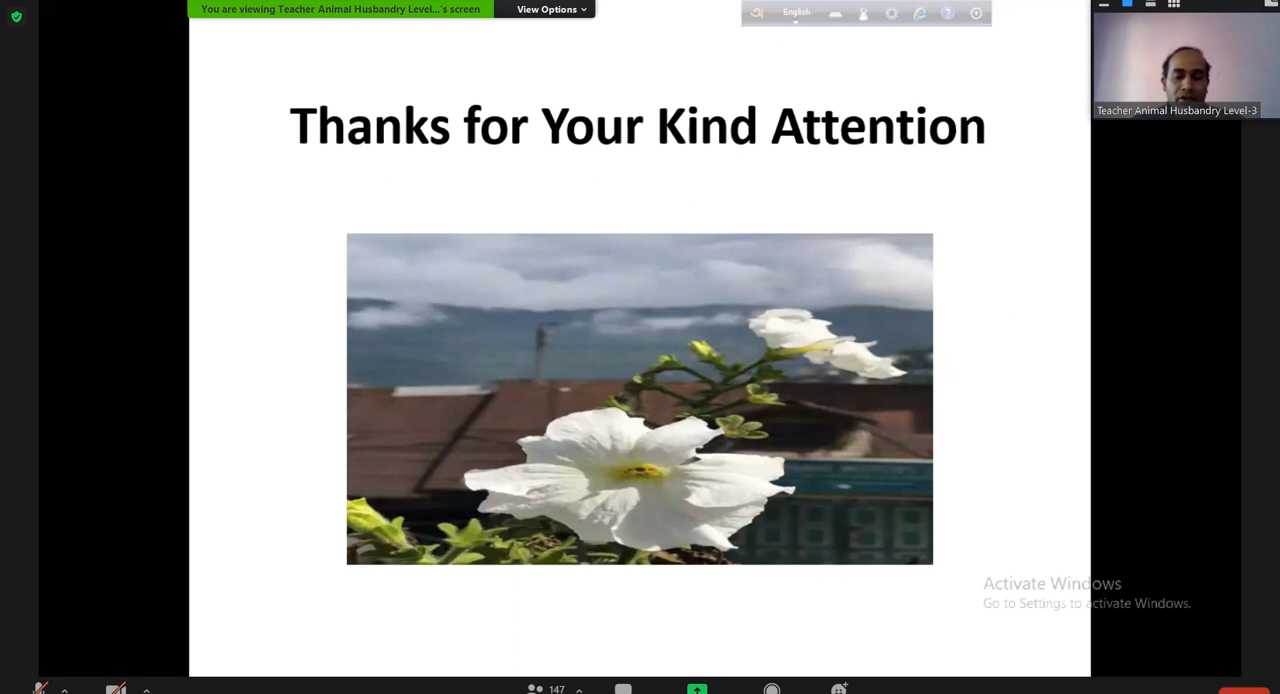 You are viewing Teacher Animal Husbandry Level...'s screen
View Options
English
Teacher Animal Husbandry Level-3
Thanks for Your Kind Attention
Activate Windows
Go to Settings to activate Windows.
147